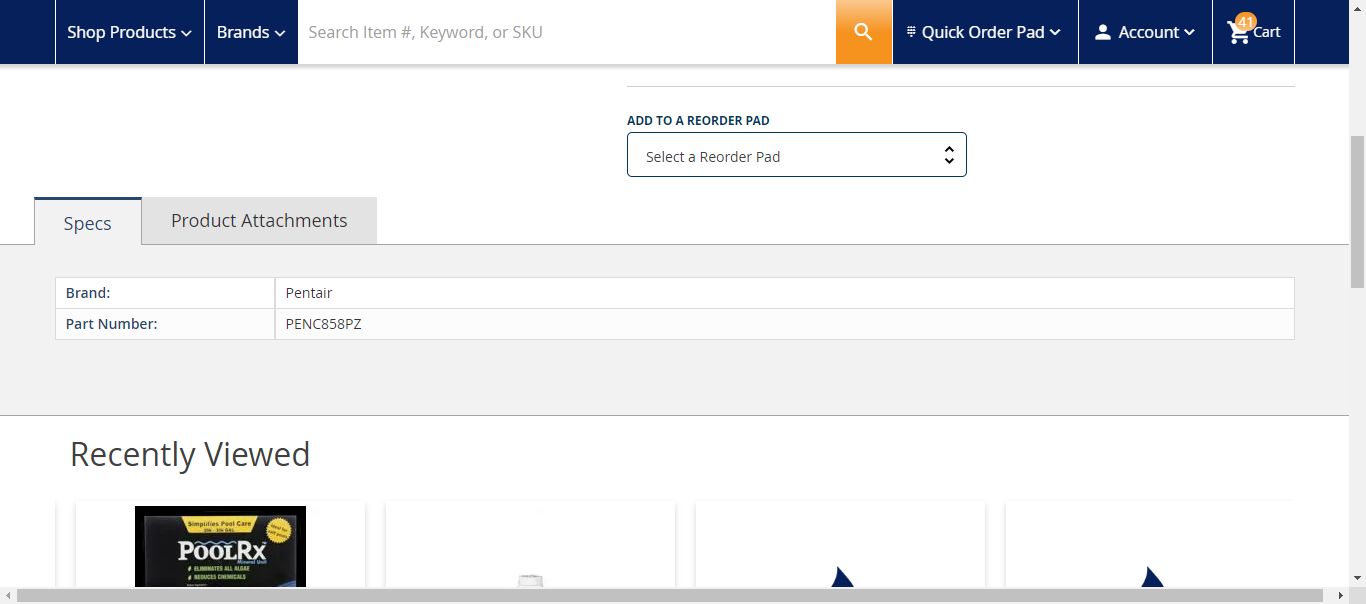 Shop Products
Brands
Search Item #, Keyword, or SKU
Quick Order Pad
Account
41
Cart
ADD TO A REORDER PAD
Select a Reorder Pad
Specs
Product Attachments
Brand: Pentair
Part Number: PENC858PZ
Recently Viewed
Simplifies Pool Care
POOLRX
Mineral Unit
ELIMINATES ALL ALGAE
REDUCES CHEMICALS